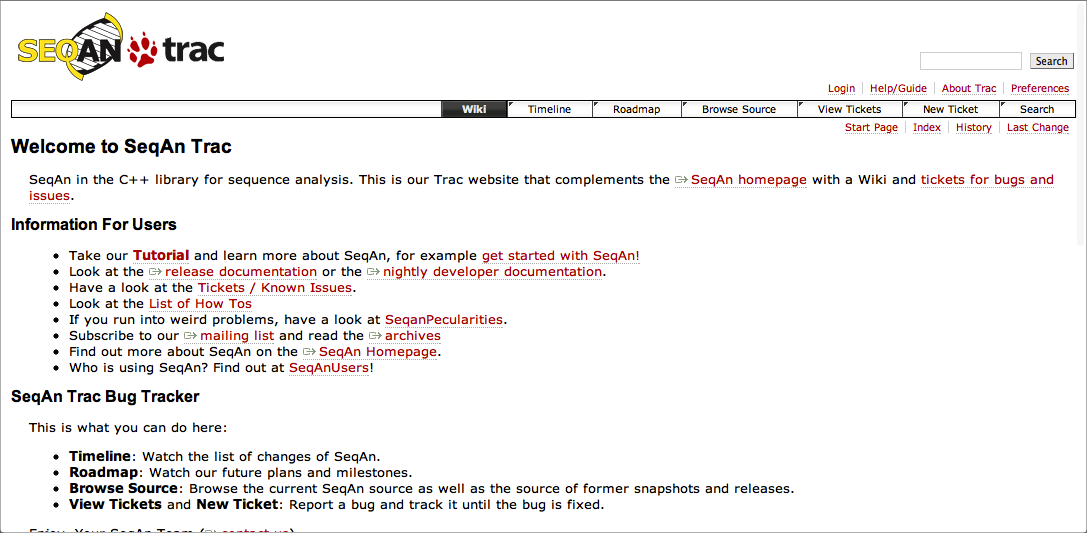 SEQAN trac
Search
Login Help/Guide About Trac Preferences
Wiki Timeline Roadmap Browse Source View Tickets New Ticket Search
Start Page Index History Last Change
Welcome to SeqAn Trac
SeqAn in the C++ library for sequence analysis. This is our Trac website that complements the SeqAn homepage with a Wiki and tickets for bugs and
issues.
Information For Users
Take our Tutorial and learn more about SeqAn, for example get started with SeqAn!
Look at the release documentation or the nightly developer documentation.
Have a look at the Tickets / Known Issues.
Look at the List of How Tos
If you run into weird problems, have a look at SeqanPecularities.
Subscribe to our mailing list and read the archives
Find out more about SeqAn on the SeqAn Homepage.
Who is using SeqAn? Find out at SeqAnUsers!
SeqAn Trac Bug Tracker
This is what you can do here:
Timeline: Watch the list of changes of SeqAn.
Roadmap: Watch our future plans and milestones.
Browse Source: Browse the current SeqAn source as well as the source of former snapshots and releases.
View Tickets and New Ticket: Report a bug and track it until the bug is fixed.
Enjoy, Your SeqAn Team (contact us)